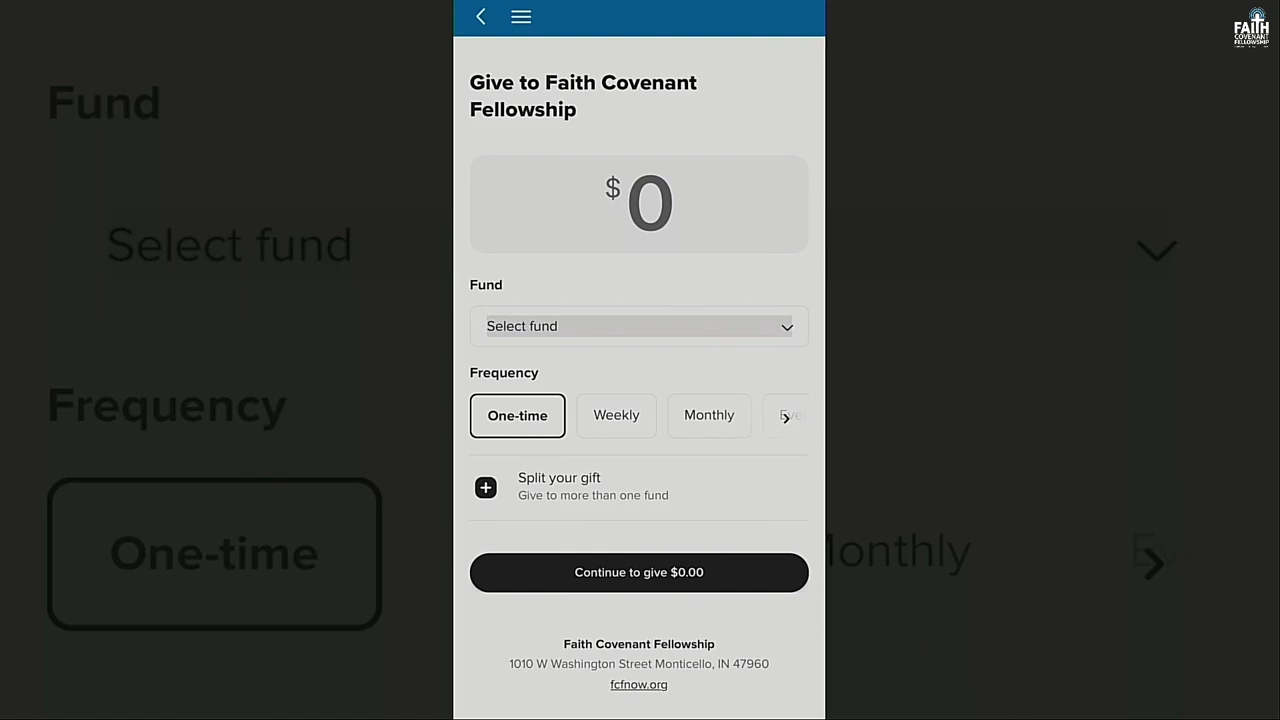 FAITH
COVENANT
FELLOWSHIP
Give to Faith Covenant
Fellowship
$0
Fund
Select fund
Frequency
One-time
Weekly
Monthly
Split your gift
Give to more than one fund
Continue to give $0.00
Faith Covenant Fellowship
1010 W Washington Street Monticello, IN 47960
fcfnow.org
Fund
Select fund
Frequency
One-time
Monthly